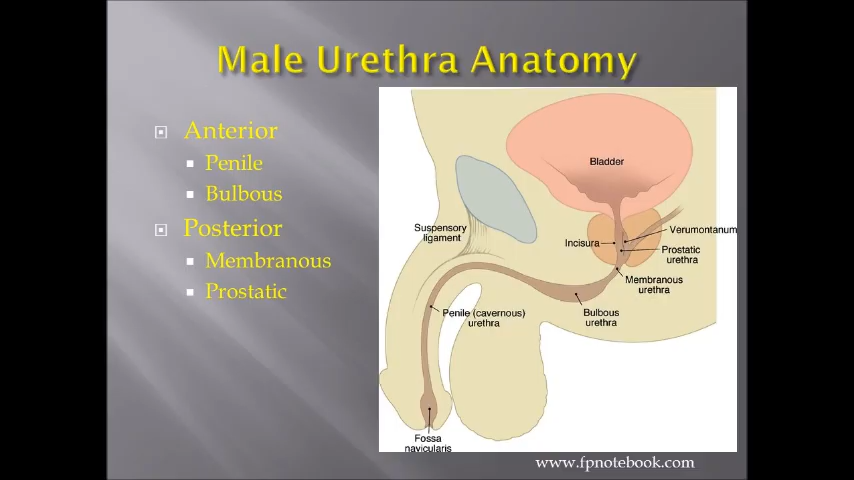 Male Urethra Anatomy
Anterior
Penile
Bulbous
Posterior
Membranous
Prostatic
Bladder
Suspensory
ligament
Incisura
Verumontanum
Prostatic
urethra
Membranous
urethra
Penile (cavernous)
urethra
Bulbous
urethra
Fossa
navicularis
www.fpnotebook.com